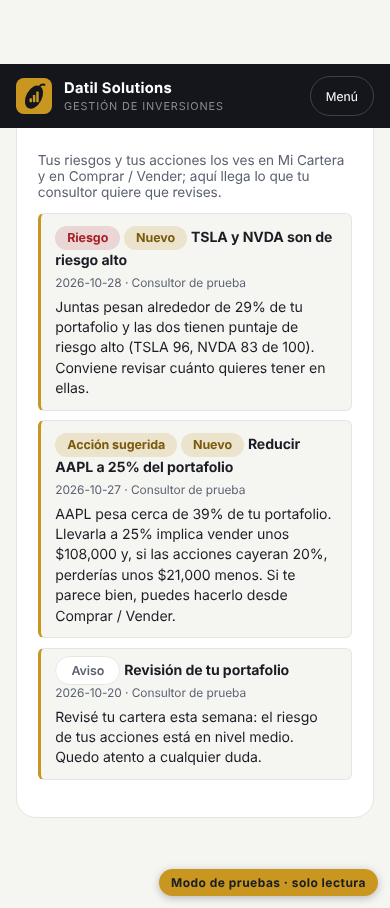 Datil Solutions
GESTIÓN DE INVERSIONES
Menú
Tus riesgos y tus acciones los ves en Mi Cartera
y en Comprar / Vender; aquí llega lo que tu
consultor quiere que revises.
Riesgo Nuevo TSLA y NVDA son de
riesgo alto
2026-10-28 · Consultor de prueba
Juntas pesan alrededor de 29% de tu
portafolio y las dos tienen puntaje de
riesgo alto (TSLA 96, NVDA 83 de 100).
Conviene revisar cuánto quieres tener en
ellas.
Acción sugerida Nuevo Reducir
AAPL a 25% del portafolio
2026-10-27 · Consultor de prueba
AAPL pesa cerca de 39% de tu portafolio.
Llevarla a 25% implica vender unos
$108,000 y, si las acciones cayeran 20%,
perderías unos $21,000 menos. Si te
parece bien, puedes hacerlo desde
Comprar / Vender.
Aviso Revisión de tu portafolio
2026-10-20 · Consultor de prueba
Revisé tu cartera esta semana: el riesgo
de tus acciones está en nivel medio.
Quedo atento a cualquier duda.
Modo de pruebas · solo lectura